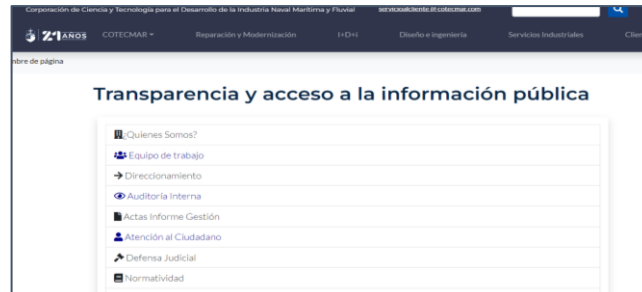 Corporación de Ciencia y Tecnología para el Desarrollo de la Industria Naval Marítima y Fluvial servicioalcliente@cotecmar.com
21 AÑOS COTECMAR Reparación y Modernización I+D+i Diseño e ingeniería Servicios Industriales Clien
nbre de página
Transparencia y acceso a la información pública
¿Quienes Somos?
Equipo de trabajo
Direccionamiento
Auditoría Interna
Actas Informe Gestión
Atención al Ciudadano
Defensa Judicial
Normatividad